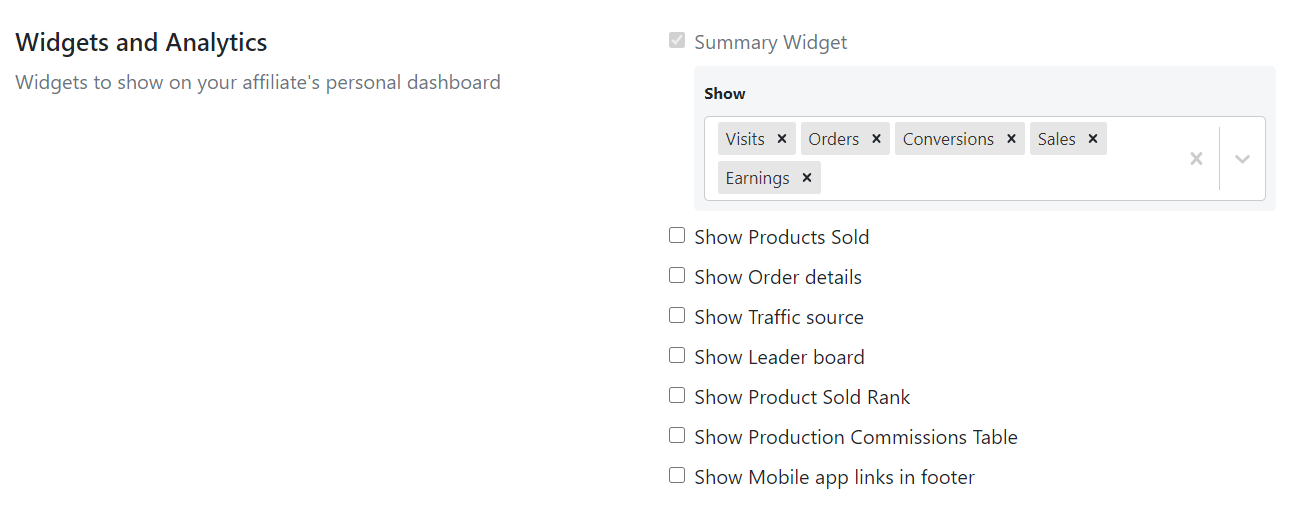 Widgets and Analytics
Widgets to show on your affiliate's personal dashboard
Summary Widget
Show
Visits Orders Conversions Sales
Earnings
Show Products Sold
Show Order details
Show Traffic source
Show Leader board
Show Product Sold Rank
Show Production Commissions Table
Show Mobile app links in footer